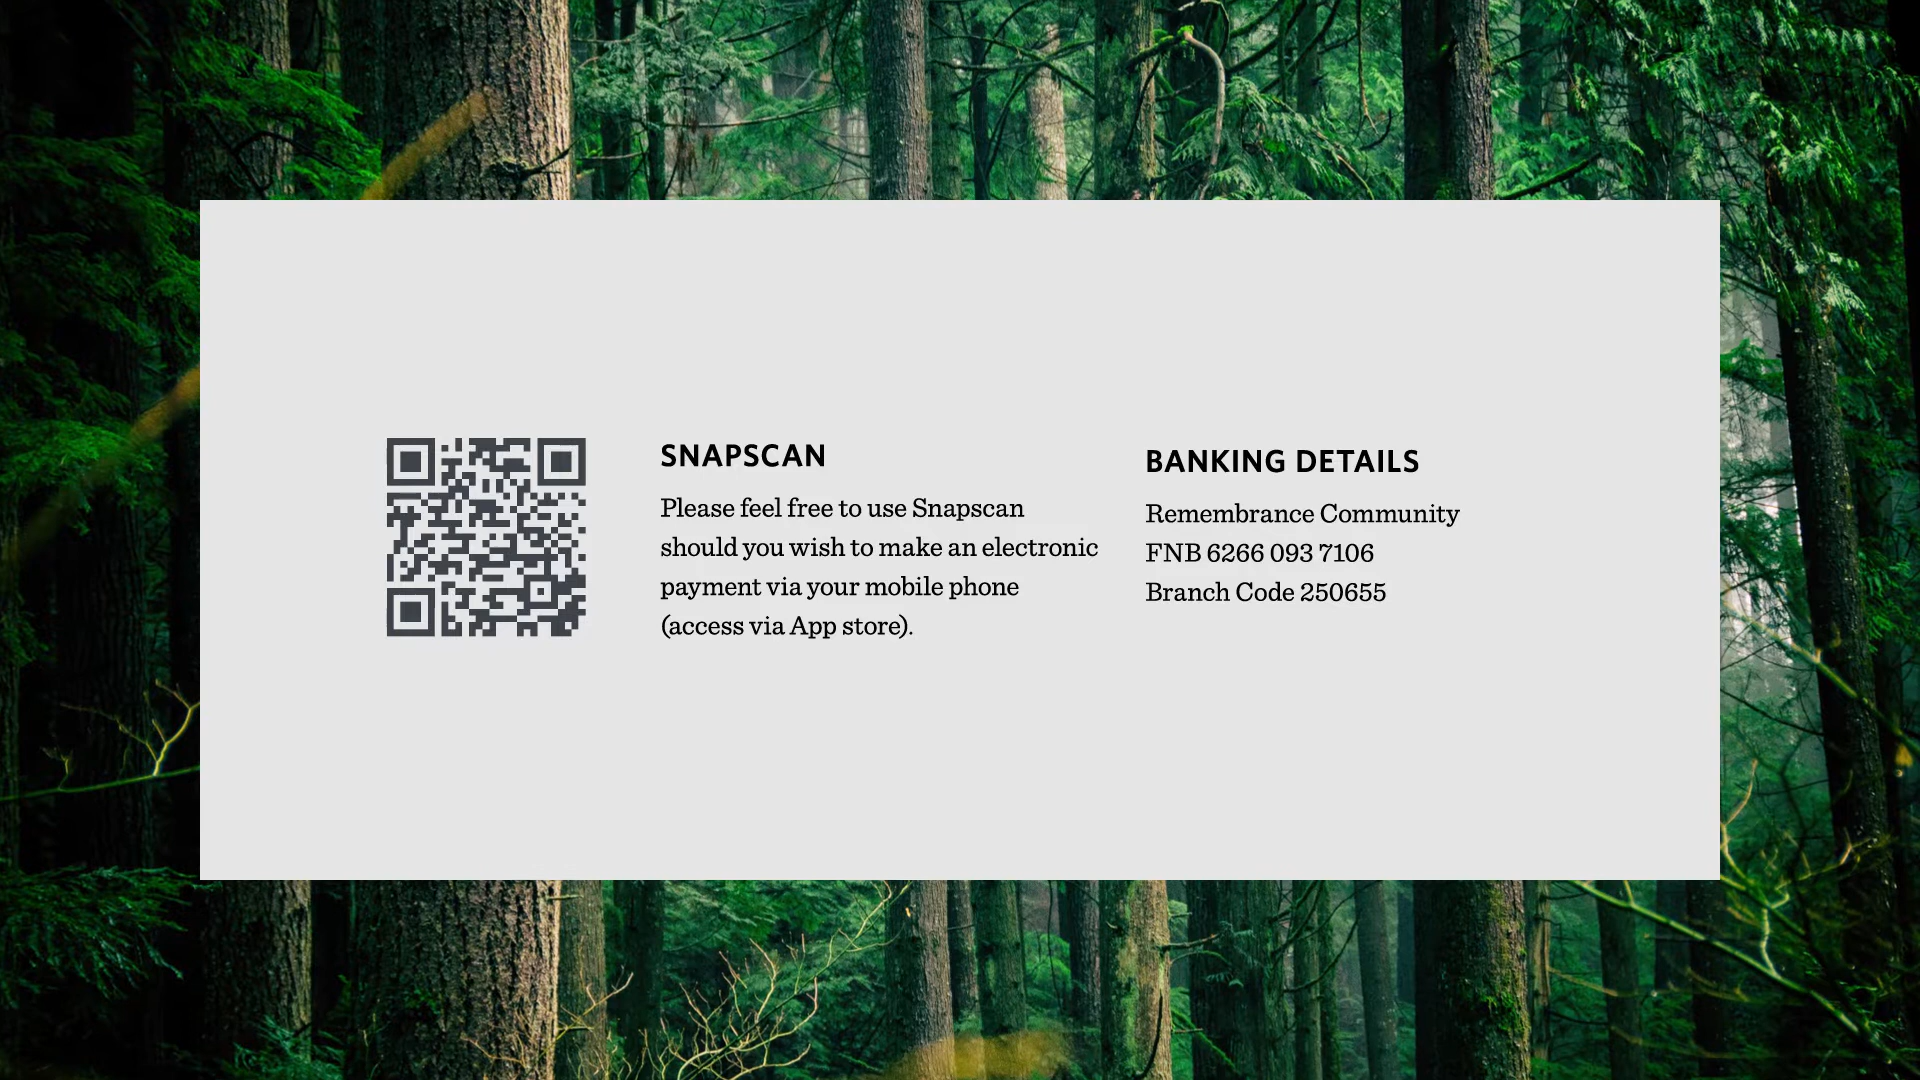 SNAPSCAN
Please feel free to use Snapscan
should you wish to make an electronic
payment via your mobile phone
(access via App store).
BANKING DETAILS
Remembrance Community
FNB 6266 093 7106
Branch Code 250655